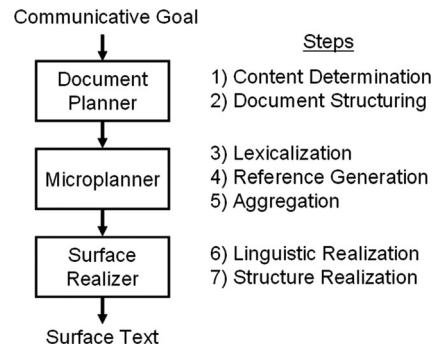 Communicative Goal
Steps
Document
Planner
1) Content Determination
2) Document Structuring
Microplanner
3) Lexicalization
4) Reference Generation
5) Aggregation
Surface
Realizer
6) Linguistic Realization
7) Structure Realization
Surface Text